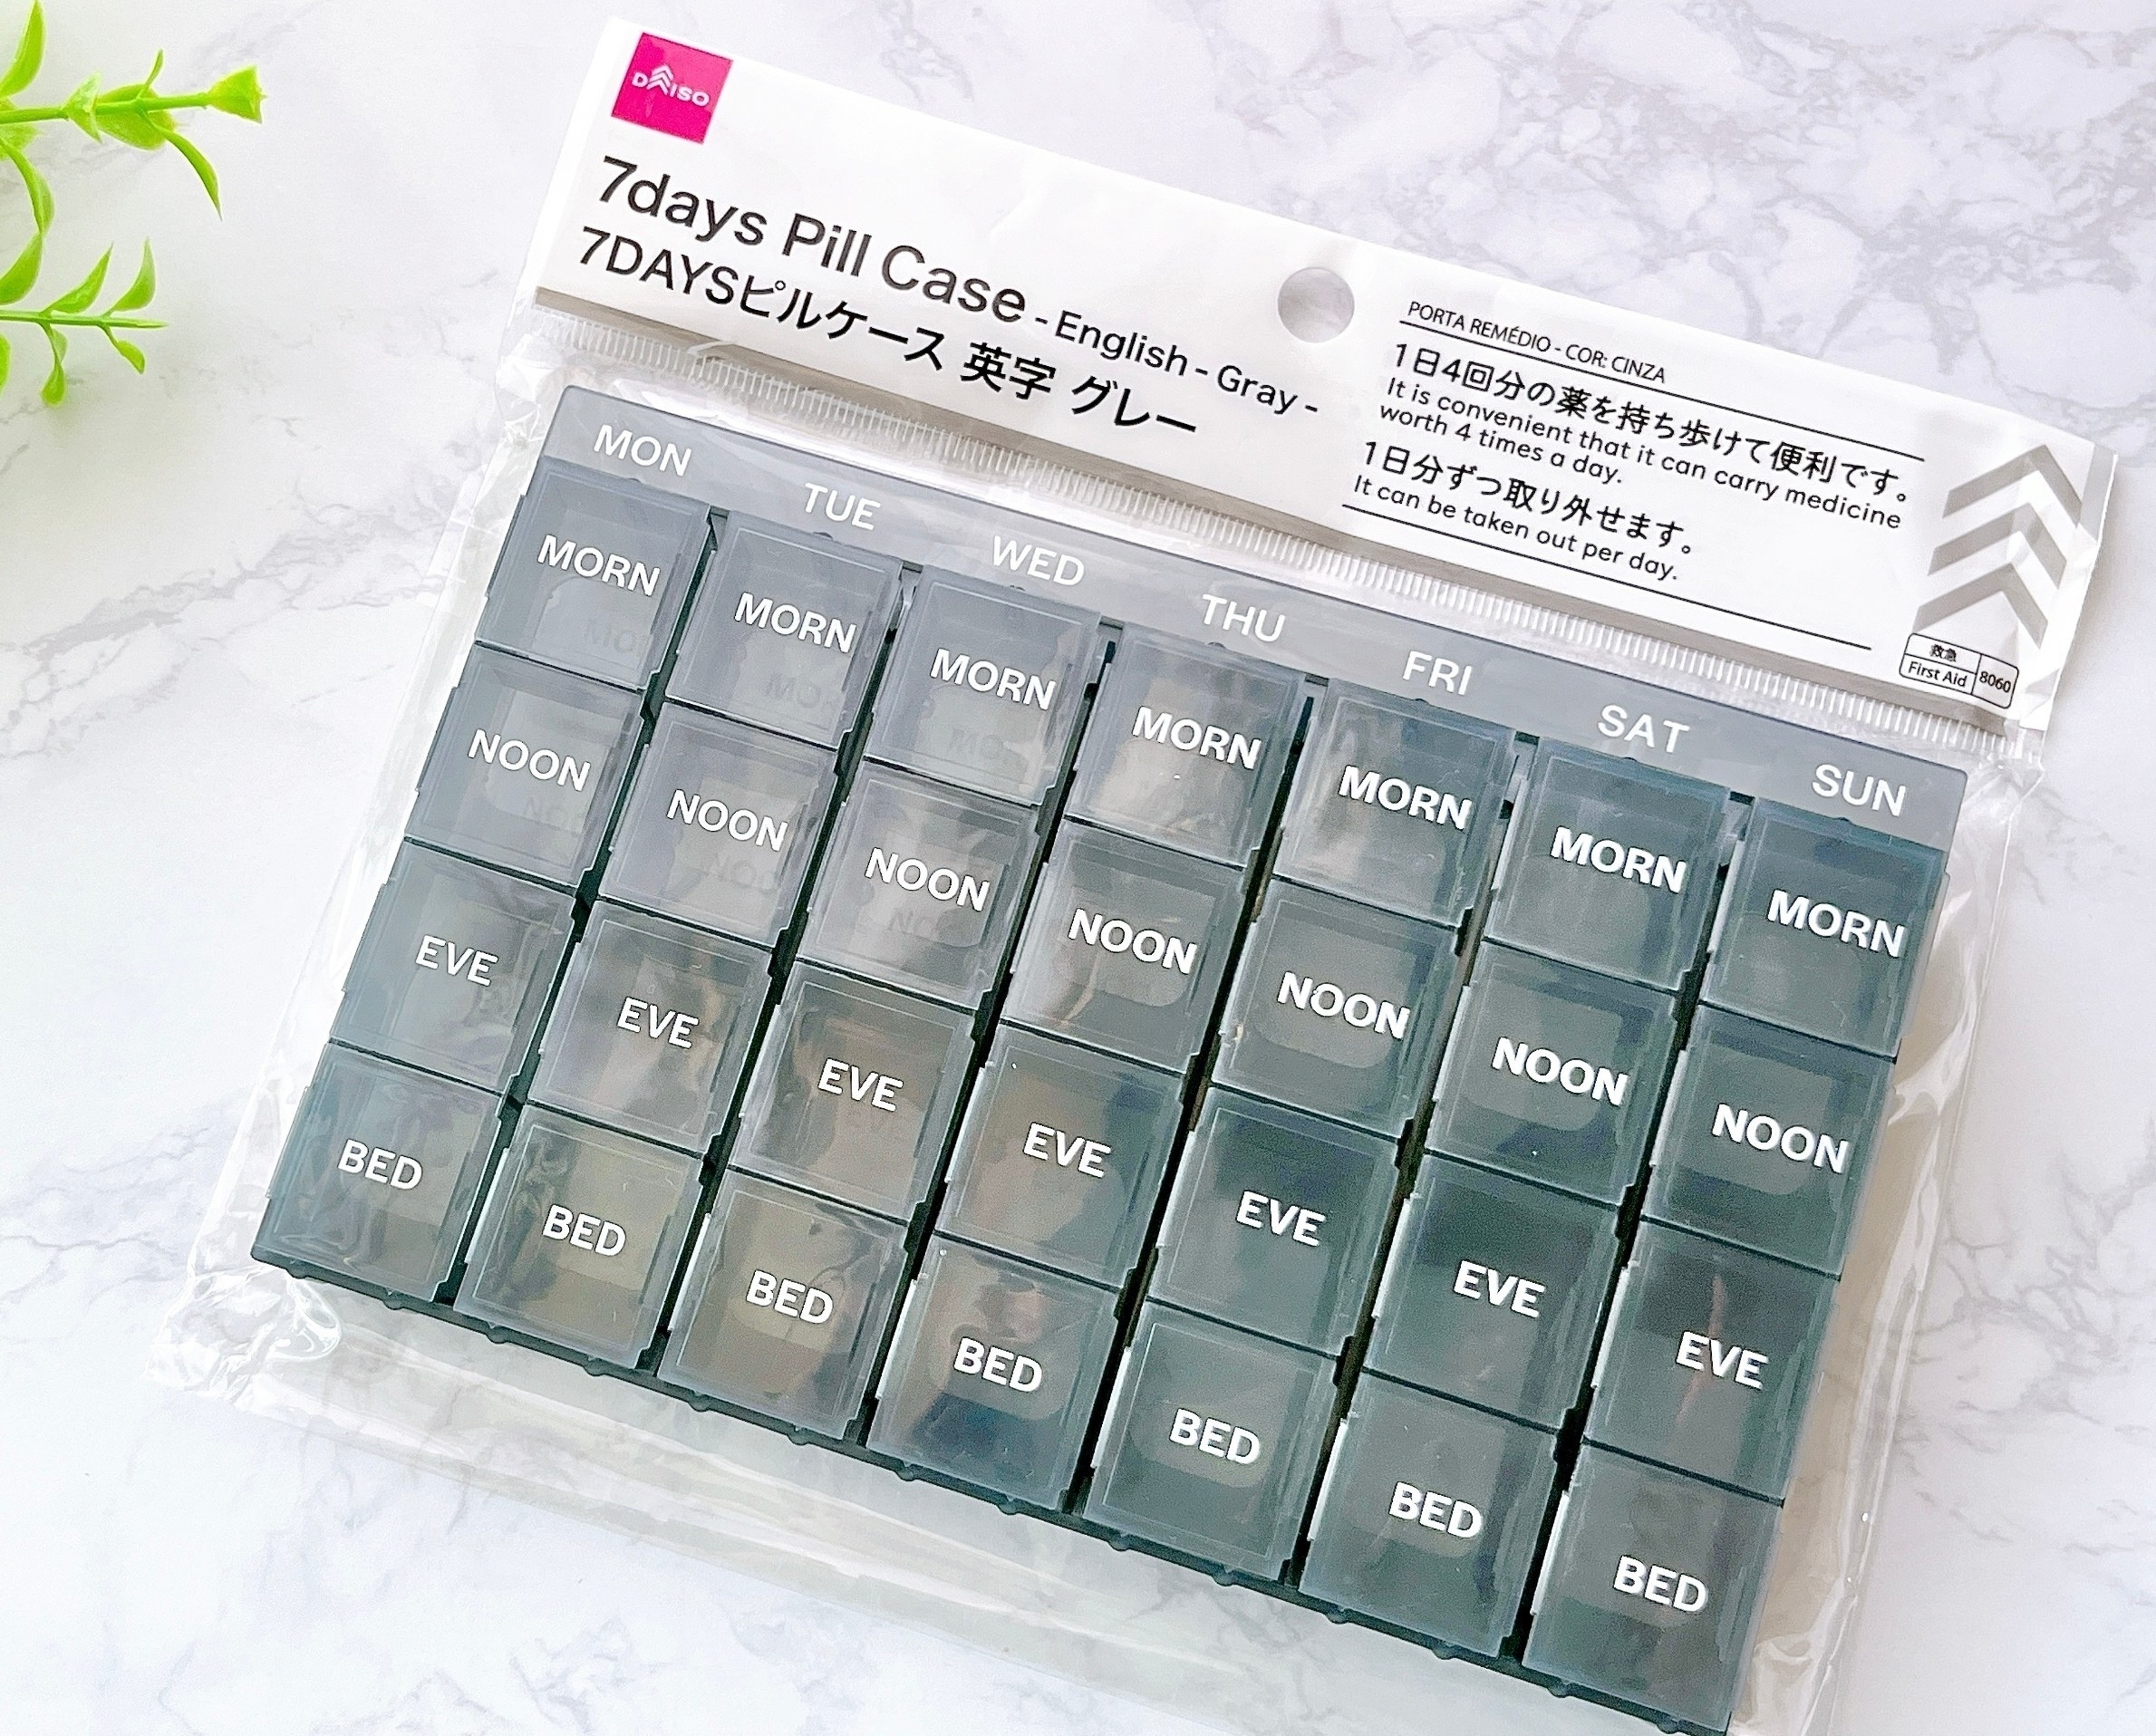 DAISO
7days Pill Case - English - Gray -
7DAYSピルケース 英字 グレー
PORTA REMÉDIO - COR: CINZA
1日4回分の薬を持ち歩けて便利です。
It is convenient that it can carry medicine
worth 4 times a day.
1日分ずつ取り外せます。
It can be taken out per day.
救急
First Aid
8060
MON TUE WED THU FRI SAT SUN
MORN MORN MORN MORN MORN MORN MORN
NOON NOON NOON NOON NOON NOON NOON
EVE EVE EVE EVE EVE EVE EVE
BED BED BED BED BED BED BED